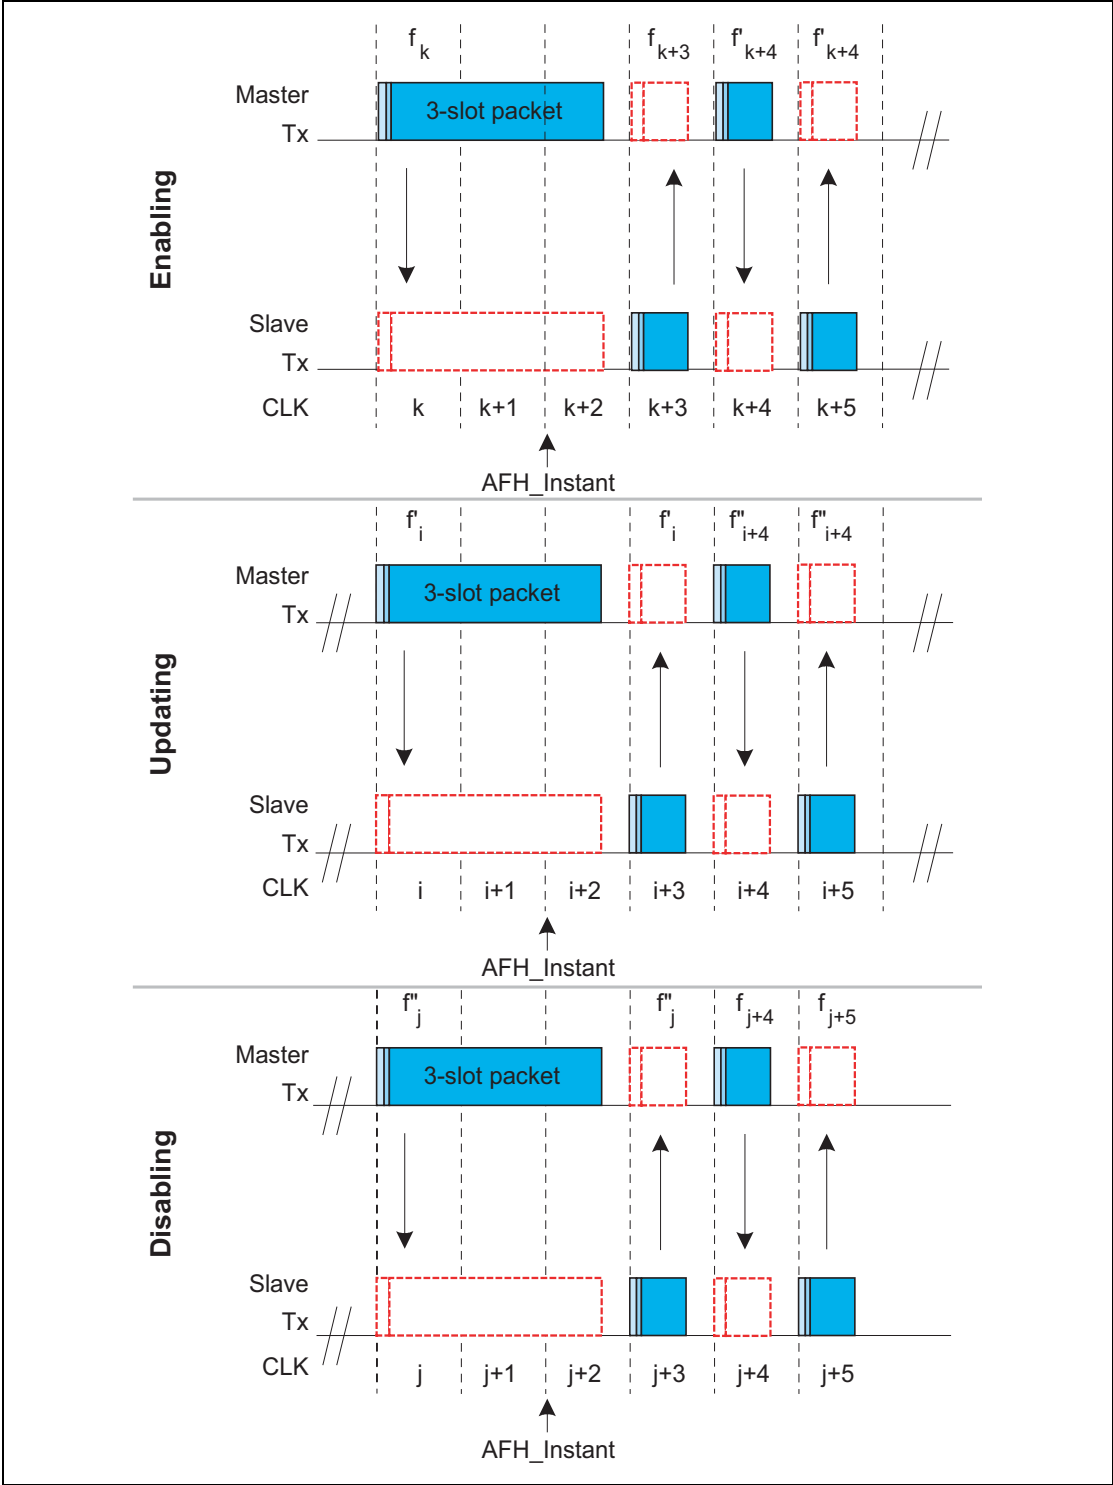 Enabling
f k f k+3 f' k+4 f' k+4
Master
3-slot packet
Tx
Slave
Tx
CLK k k+1 k+2 k+3 k+4 k+5
AFH_Instant
Updating
f' i f' i f" i+4 f" i+4
Master
3-slot packet
Tx
Slave
Tx
CLK i i+1 i+2 i+3 i+4 i+5
AFH_Instant
Disabling
f" j f" j f j+4 f j+5
Master
3-slot packet
Tx
Slave
Tx
CLK j j+1 j+2 j+3 j+4 j+5
AFH_Instant